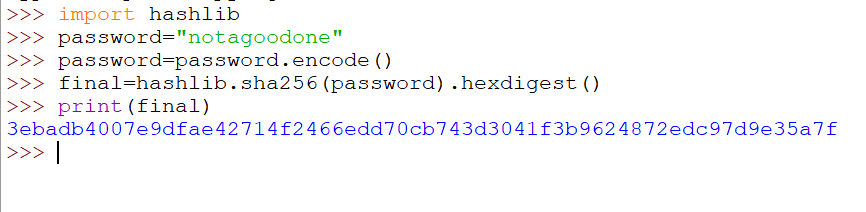 >>> import hashlib
>>> password="notagoodone"
>>> password=password.encode()
>>> final=hashlib.sha256(password).hexdigest()
>>> print(final)
3ebadb4007e9dfae42714f2466edd70cb743d3041f3b9624872edc97d9e35a7f
>>>